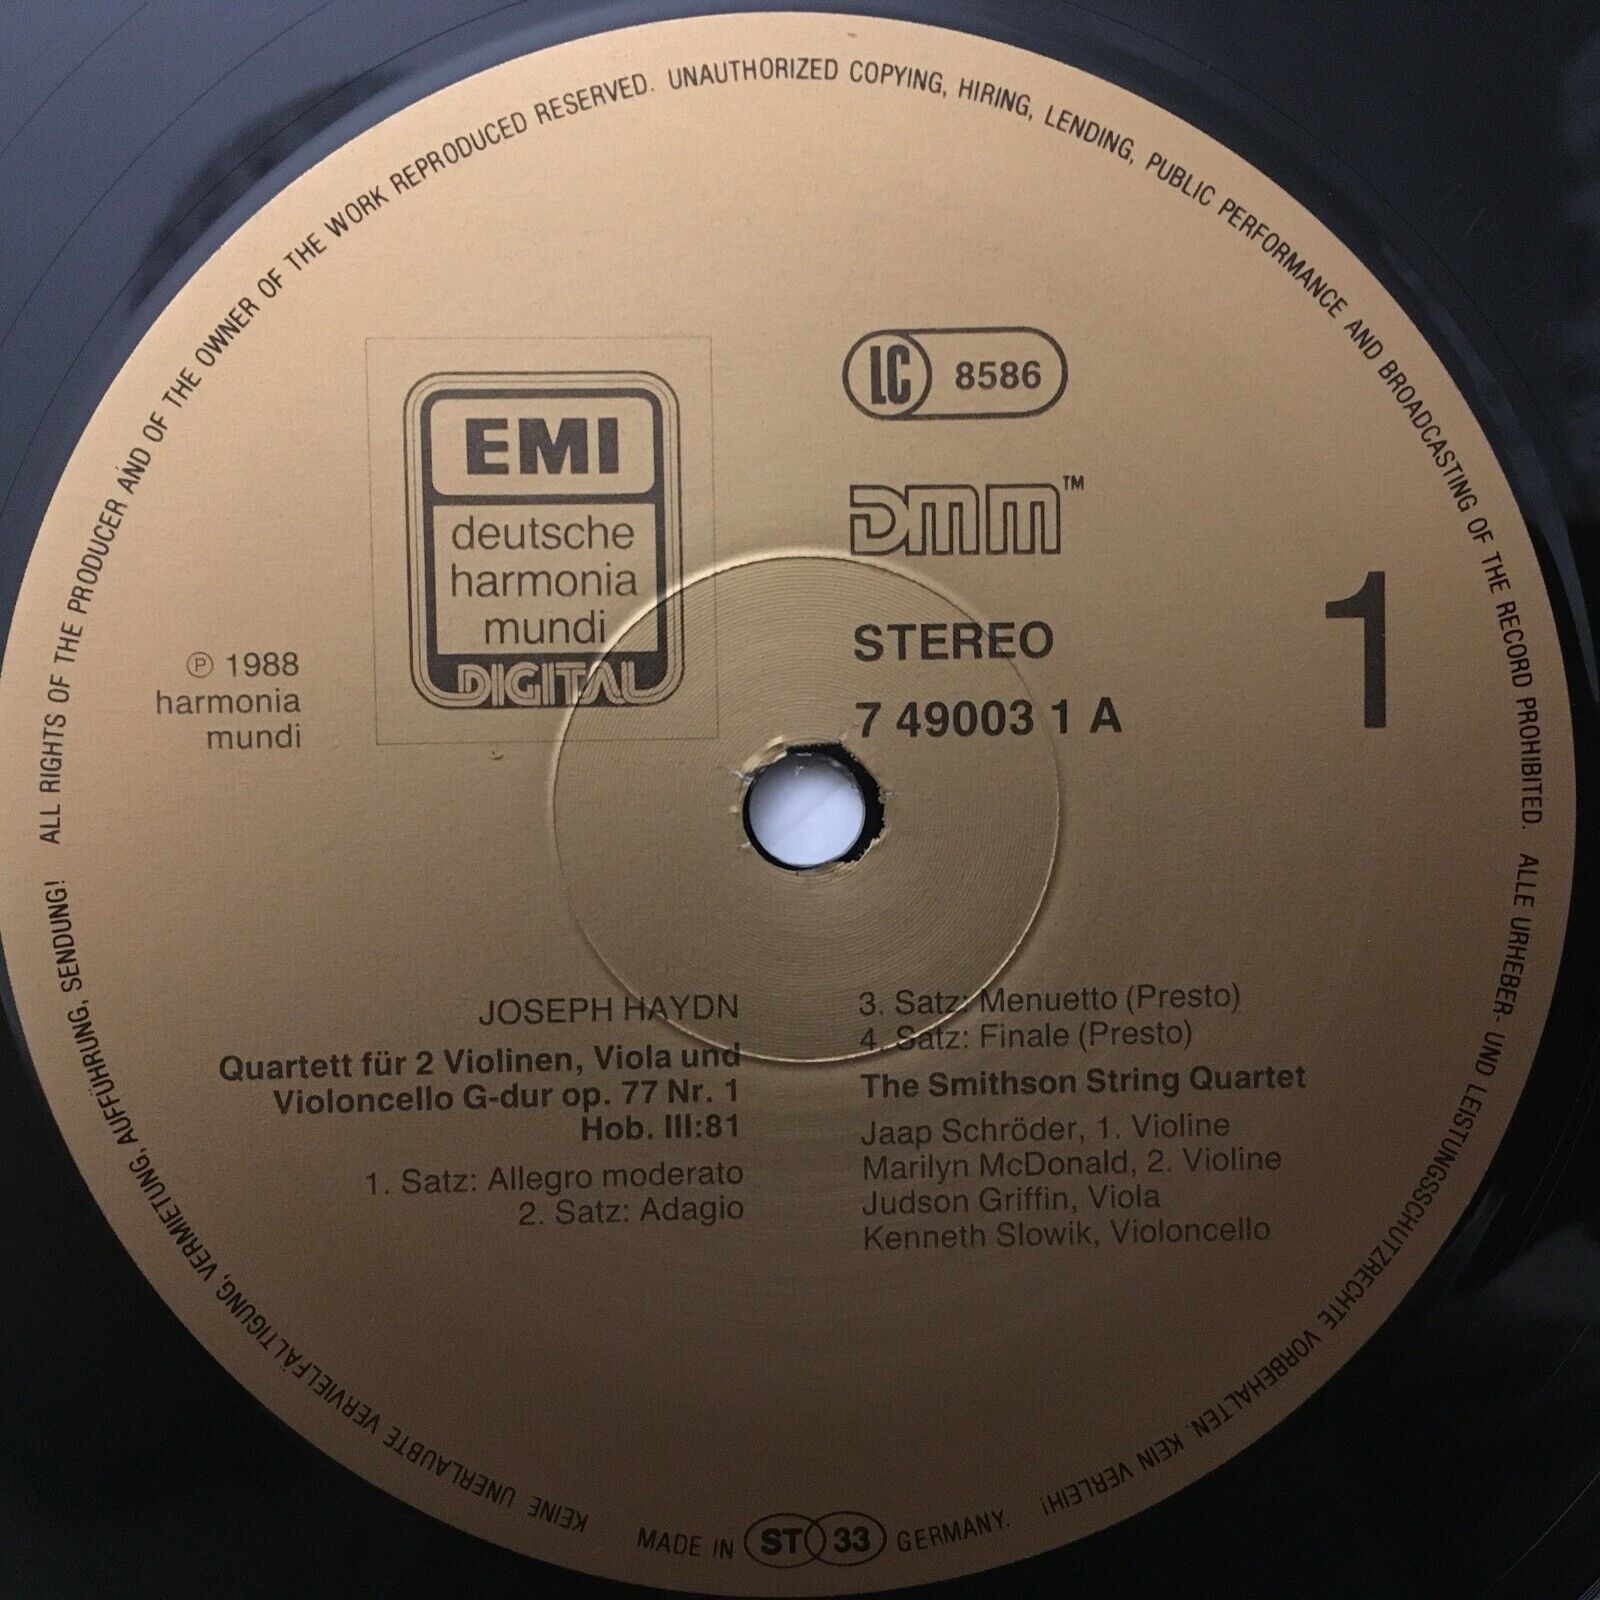 ALL RIGHTS OF THE PRODUCER AND OF THE OWNER OF THE WORK REPRODUCED RESERVED. UNAUTHORIZED COPYING, HIRING, LENDING, PUBLIC PERFORMANCE AND BROADCASTING OF THE RECORD PROHIBITED.
ALLE URHEBER- UND LEISTUNGSSCHUTZRECHTE VORBEHALTEN. KEIN VERLEIH!
KEINE UNERLAUBTE VERVIELFÄLTIGUNG, VERMIETUNG, AUFFÜHRUNG, SENDUNG!
EMI
deutsche
harmonia
mundi
DIGITAL
LC 8586
DMM™
STEREO
7 49003 1 A
1
℗ 1988
harmonia
mundi
JOSEPH HAYDN
Quartett für 2 Violinen, Viola und
Violoncello G-dur op. 77 Nr. 1
Hob. III:81
1. Satz: Allegro moderato
2. Satz: Adagio
3. Satz: Menuetto (Presto)
4. Satz: Finale (Presto)
The Smithson String Quartet
Jaap Schröder, 1. Violine
Marilyn McDonald, 2. Violine
Judson Griffin, Viola
Kenneth Slowik, Violoncello
MADE IN ST 33 GERMANY.